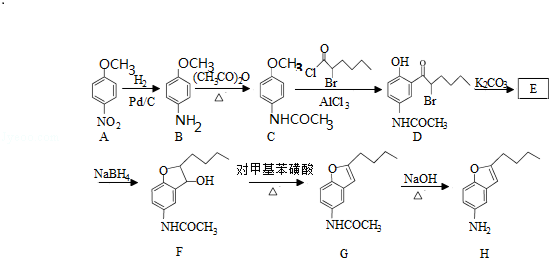 OCH₃ OCH₃ OCH₃ O OH O
H₂ (CH₃CO)₂O Cl Br K₂CO₃ E
Pd/C △ AlCl₃ Br
NO₂ NH₂ NHCOCH₃ NHCOCH₃
A B C D
NaBH₄ O OH 对甲基苯磺酸 O NaOH O
△ △
NHCOCH₃ NHCOCH₃ NH₂
F G H